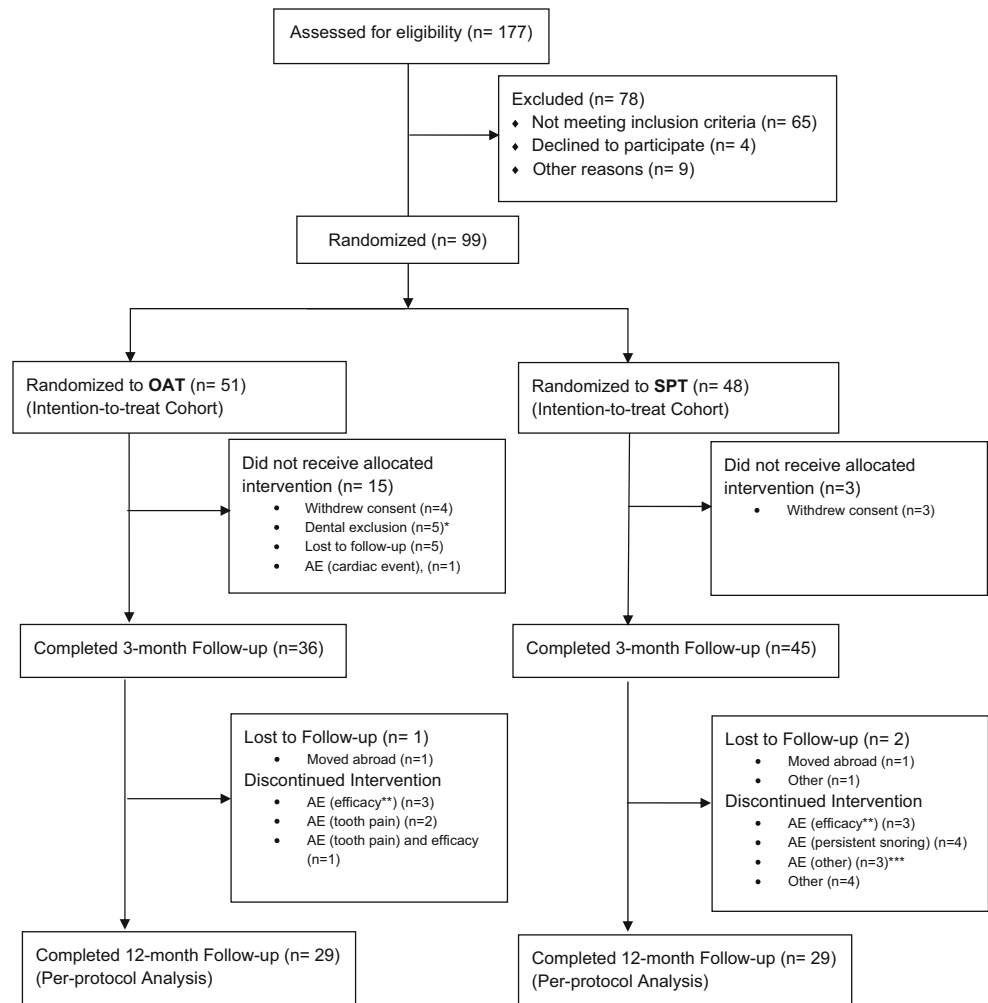 Assessed for eligibility (n= 177)
Excluded (n= 78)
♦ Not meeting inclusion criteria (n= 65)
♦ Declined to participate (n= 4)
♦ Other reasons (n= 9)
Randomized (n= 99)
Randomized to OAT (n= 51)
(Intention-to-treat Cohort)
Did not receive allocated
intervention (n= 15)
• Withdrew consent (n=4)
• Dental exclusion (n=5)*
• Lost to follow-up (n=5)
• AE (cardiac event), (n=1)
Completed 3-month Follow-up (n=36)
Lost to Follow-up (n= 1)
• Moved abroad (n=1)
Discontinued Intervention
• AE (efficacy**) (n=3)
• AE (tooth pain) (n=2)
• AE (tooth pain) and efficacy
(n=1)
Completed 12-month Follow-up (n= 29)
(Per-protocol Analysis)
Randomized to SPT (n= 48)
(Intention-to-treat Cohort)
Did not receive allocated
intervention (n=3)
• Withdrew consent (n=3)
Completed 3-month Follow-up (n=45)
Lost to Follow-up (n= 2)
• Moved abroad (n=1)
• Other (n=1)
Discontinued Intervention
• AE (efficacy**) (n=3)
• AE (persistent snoring) (n=4)
• AE (other) (n=3)***
• Other (n=4)
Completed 12-month Follow-up (n= 29)
(Per-protocol Analysis)